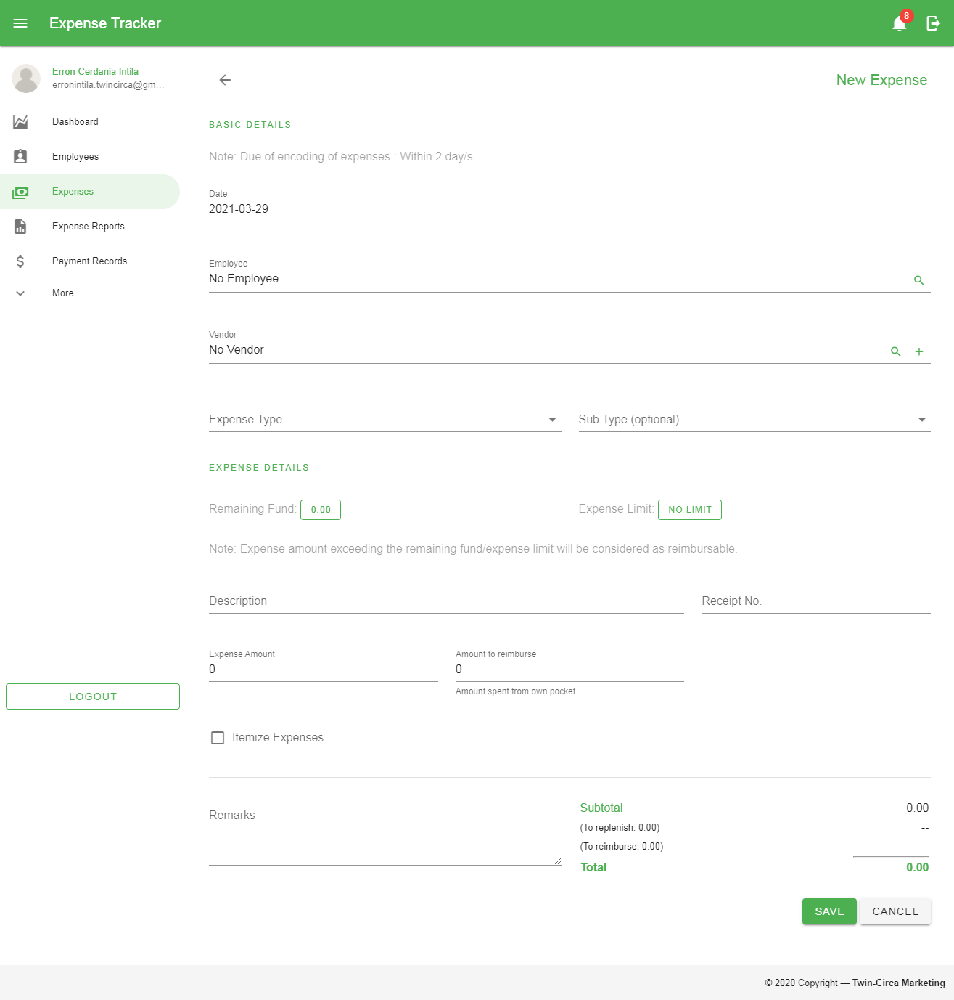 Expense Tracker
8
Erron Cerdania Intila
erronintila.twincirca@gm...
Dashboard
Employees
Expenses
Expense Reports
Payment Records
More
LOGOUT
New Expense
BASIC DETAILS
Note: Due of encoding of expenses : Within 2 day/s
Date
2021-03-29
Employee
No Employee
Vendor
No Vendor
Expense Type
Sub Type (optional)
EXPENSE DETAILS
Remaining Fund: 0.00
Expense Limit: NO LIMIT
Note: Expense amount exceeding the remaining fund/expense limit will be considered as reimbursable.
Description
Receipt No.
Expense Amount
0
Amount to reimburse
0
Amount spent from own pocket
Itemize Expenses
Remarks
Subtotal 0.00
(To replenish: 0.00) --
(To reimburse: 0.00) --
Total 0.00
SAVE
CANCEL
© 2020 Copyright — Twin-Circa Marketing